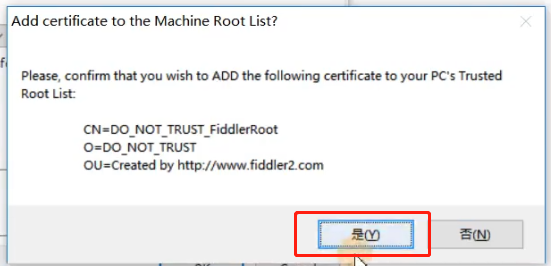 Add certificate to the Machine Root List?
Please, confirm that you wish to ADD the following certificate to your PC's Trusted
Root List:
CN=DO_NOT_TRUST_FiddlerRoot
O=DO_NOT_TRUST
OU=Created by http://www.fiddler2.com
是(Y) 否(N)